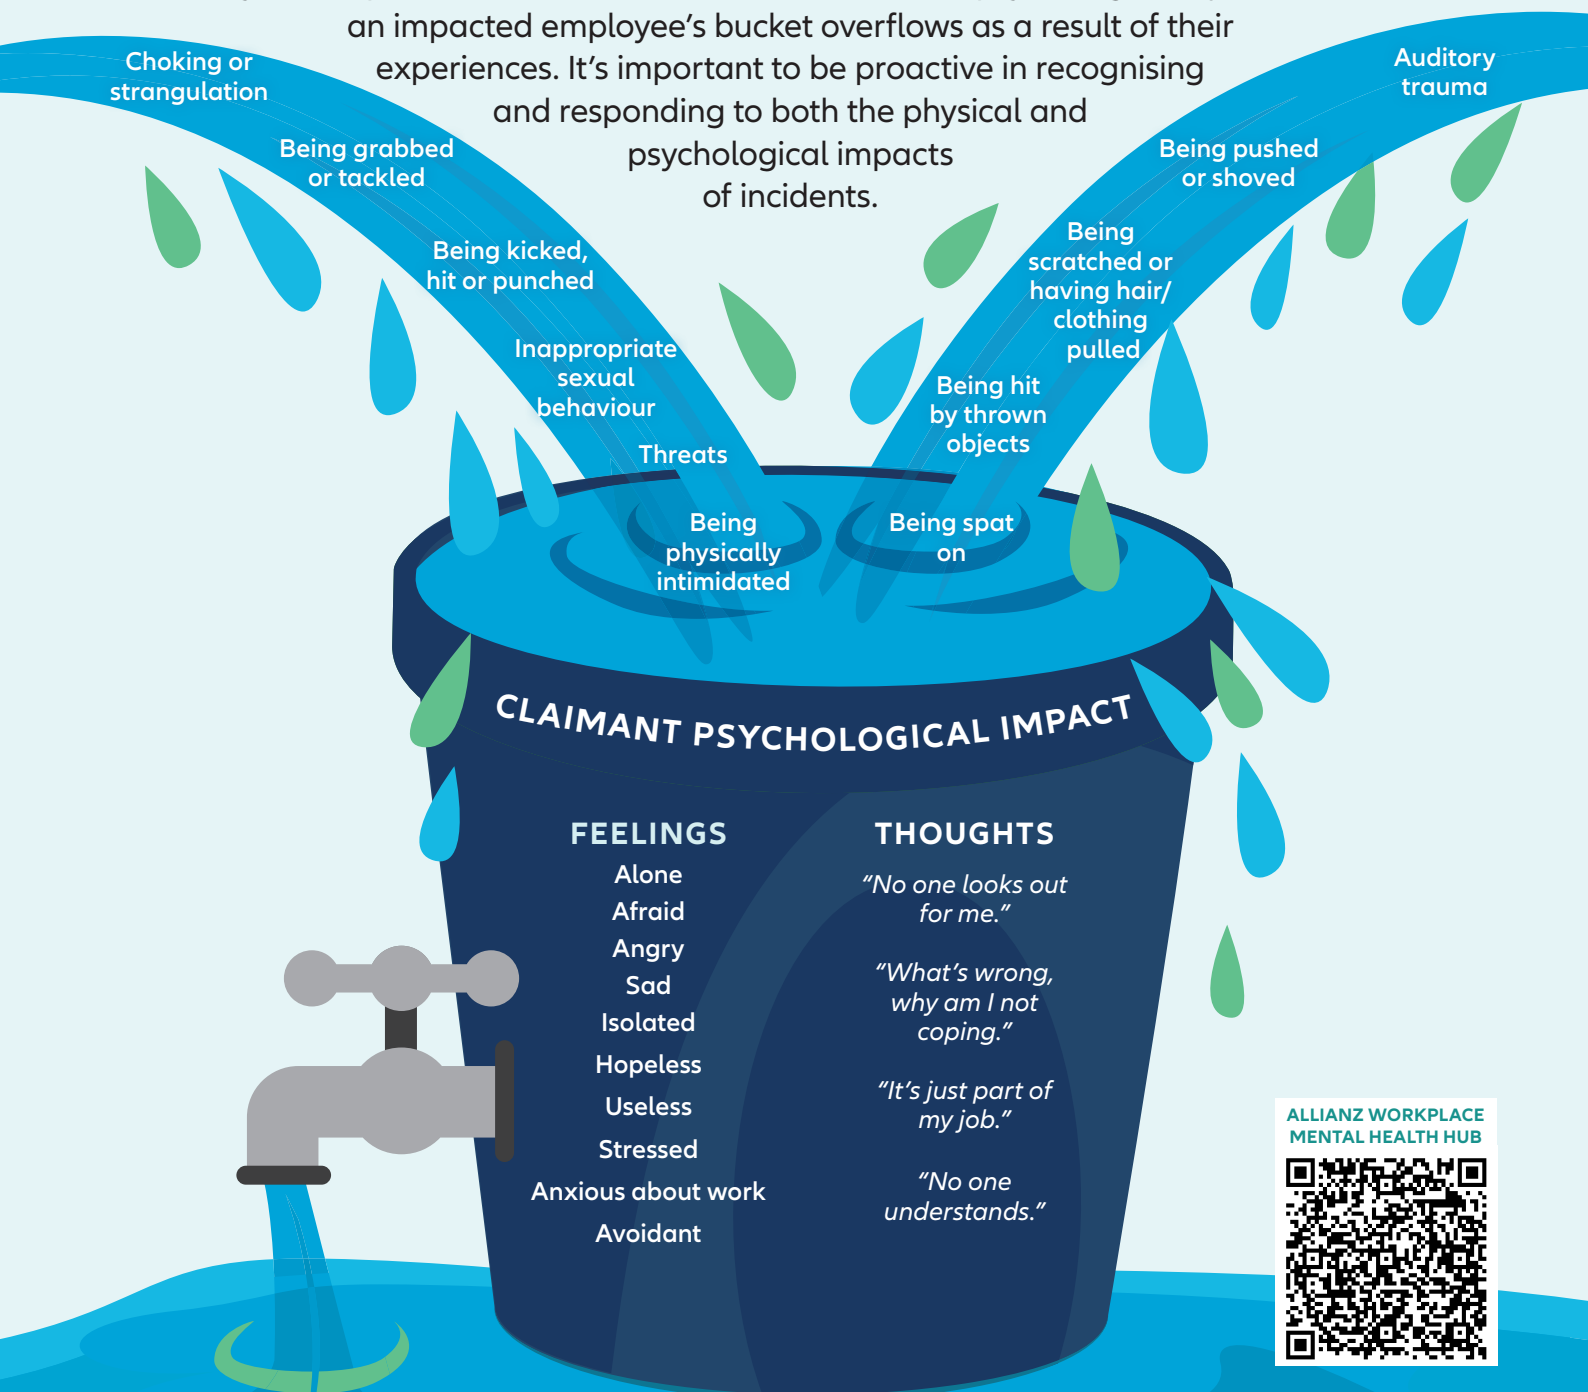 an impacted employee’s bucket overflows as a result of their
experiences. It’s important to be proactive in recognising
and responding to both the physical and
psychological impacts
of incidents.
Choking or
strangulation
Being grabbed
or tackled
Being kicked,
hit or punched
Inappropriate
sexual
behaviour
Threats
Being
physically
intimidated
Auditory
trauma
Being pushed
or shoved
Being
scratched or
having hair/
clothing
pulled
Being hit
by thrown
objects
Being spat
on
CLAIMANT PSYCHOLOGICAL IMPACT
FEELINGS
Alone
Afraid
Angry
Sad
Isolated
Hopeless
Useless
Stressed
Anxious about work
Avoidant
THOUGHTS
“No one looks out
for me.”
“What’s wrong,
why am I not
coping.”
“It’s just part of
my job.”
“No one
understands.”
ALLIANZ WORKPLACE
MENTAL HEALTH HUB